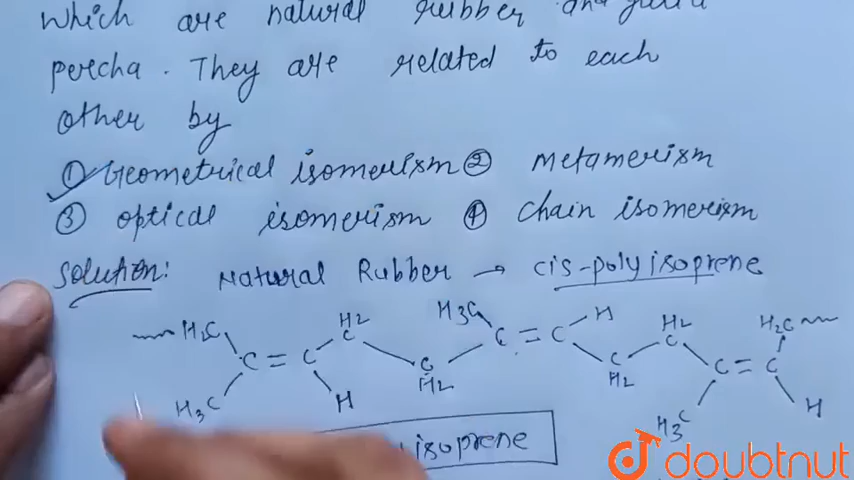 which are natural rubber and
percha. They are related to each
other by
① Geometrical isomerism ② metamerism
③ optical isomerism ④ chain isomerism
Solution: Natural Rubber → cis-polyisoprene
H2C C = C H2 C H H3C
H3C C H2 C = C H C H2 H2 C
C = C H2C H H3C
isoprene
doubtnut